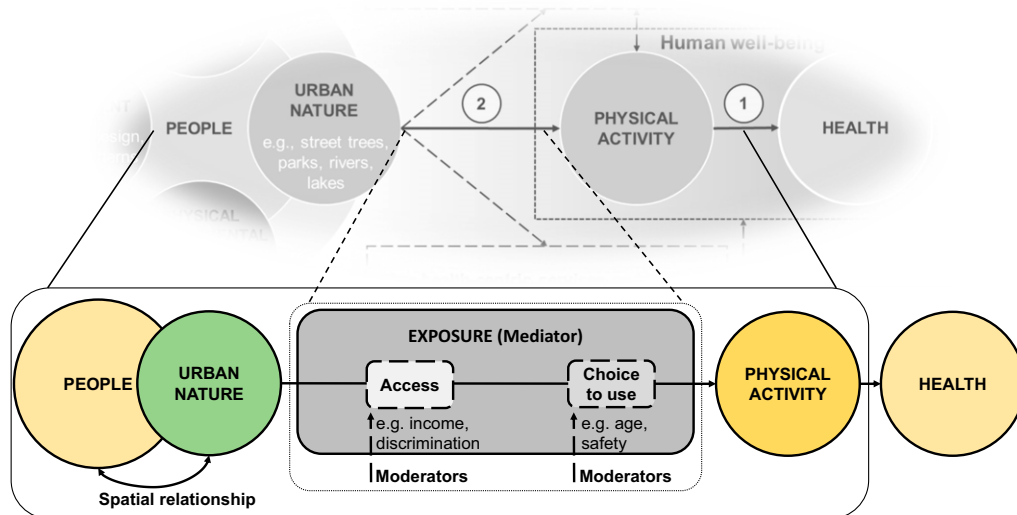 Human well-being
URBAN
NATURE
2
1
PEOPLE
PHYSICAL
ACTIVITY
HEALTH
e.g., street trees,
parks, rivers,
lakes
EXPOSURE (Mediator)
PEOPLE
URBAN
NATURE
Access
Choice
to use
PHYSICAL
ACTIVITY
HEALTH
e.g. income,
discrimination
e.g. age,
safety
Moderators
Moderators
Spatial relationship